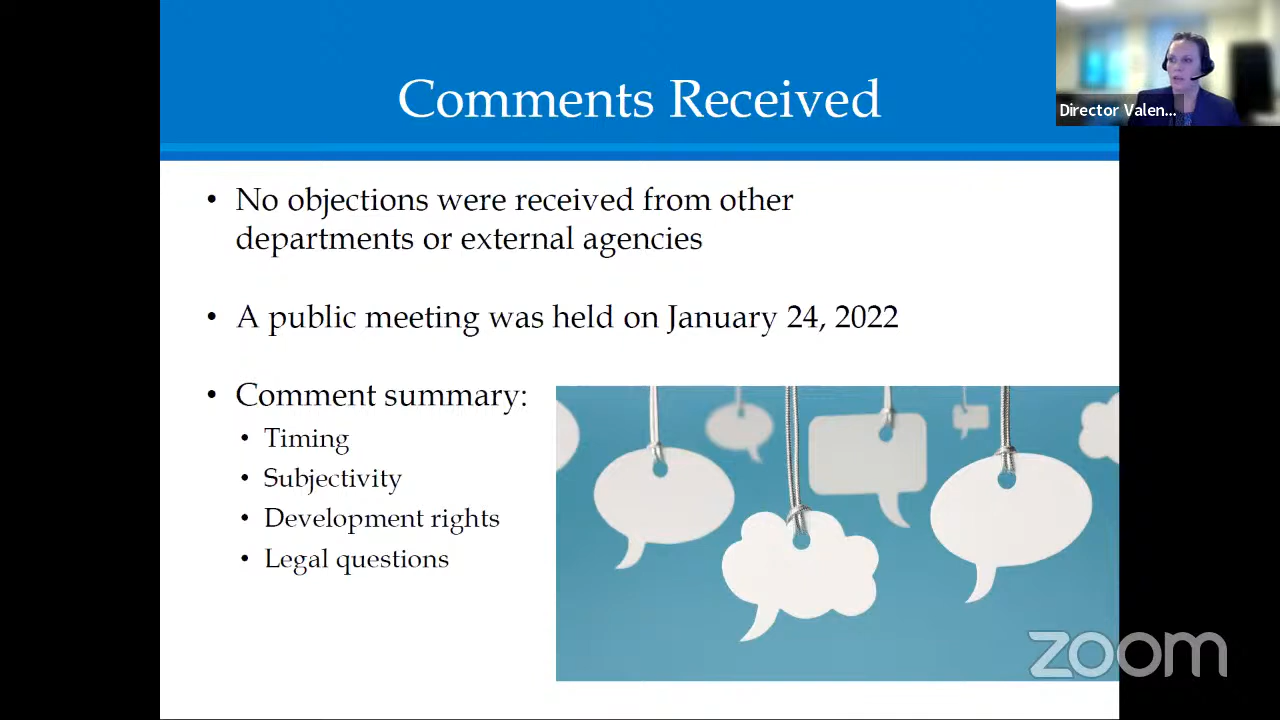 Comments Received
Director Valen...
• No objections were received from other
departments or external agencies
• A public meeting was held on January 24, 2022
• Comment summary:
• Timing
• Subjectivity
• Development rights
• Legal questions
zoom